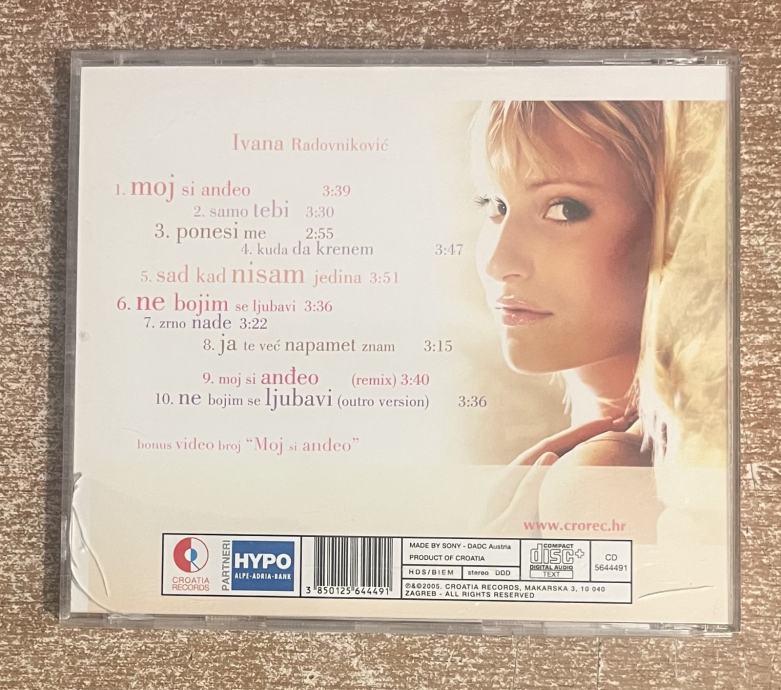 Ivana Radovniković
1. moj si anđeo 3:39
2. samo tebi 3:30
3. ponesi me 2:55
4. kuda da krenem 3:47
5. sad kad nisam jedina 3:51
6. ne bojim se ljubavi 3:36
7. zrno nade 3:22
8. ja te već napamet znam 3:15
9. moj si anđeo (remix) 3:40
10. ne bojim se ljubavi (outro version) 3:36
bonus video broj “Moj si anđeo”
www.crorec.hr
CROATIA
RECORDS
PARTNERI
HYPO
ALPE-ADRIA-BANK
3 850125 644491
MADE BY SONY - DADC Austria
PRODUCT OF CROATIA
HDS/BIEM stereo DDD
COMPACT
disc+
DIGITAL AUDIO
TEXT
CD
5644491
℗&©2005. CROATIA RECORDS, MAKARSKA 3, 10 040
ZAGREB - ALL RIGHTS RESERVED